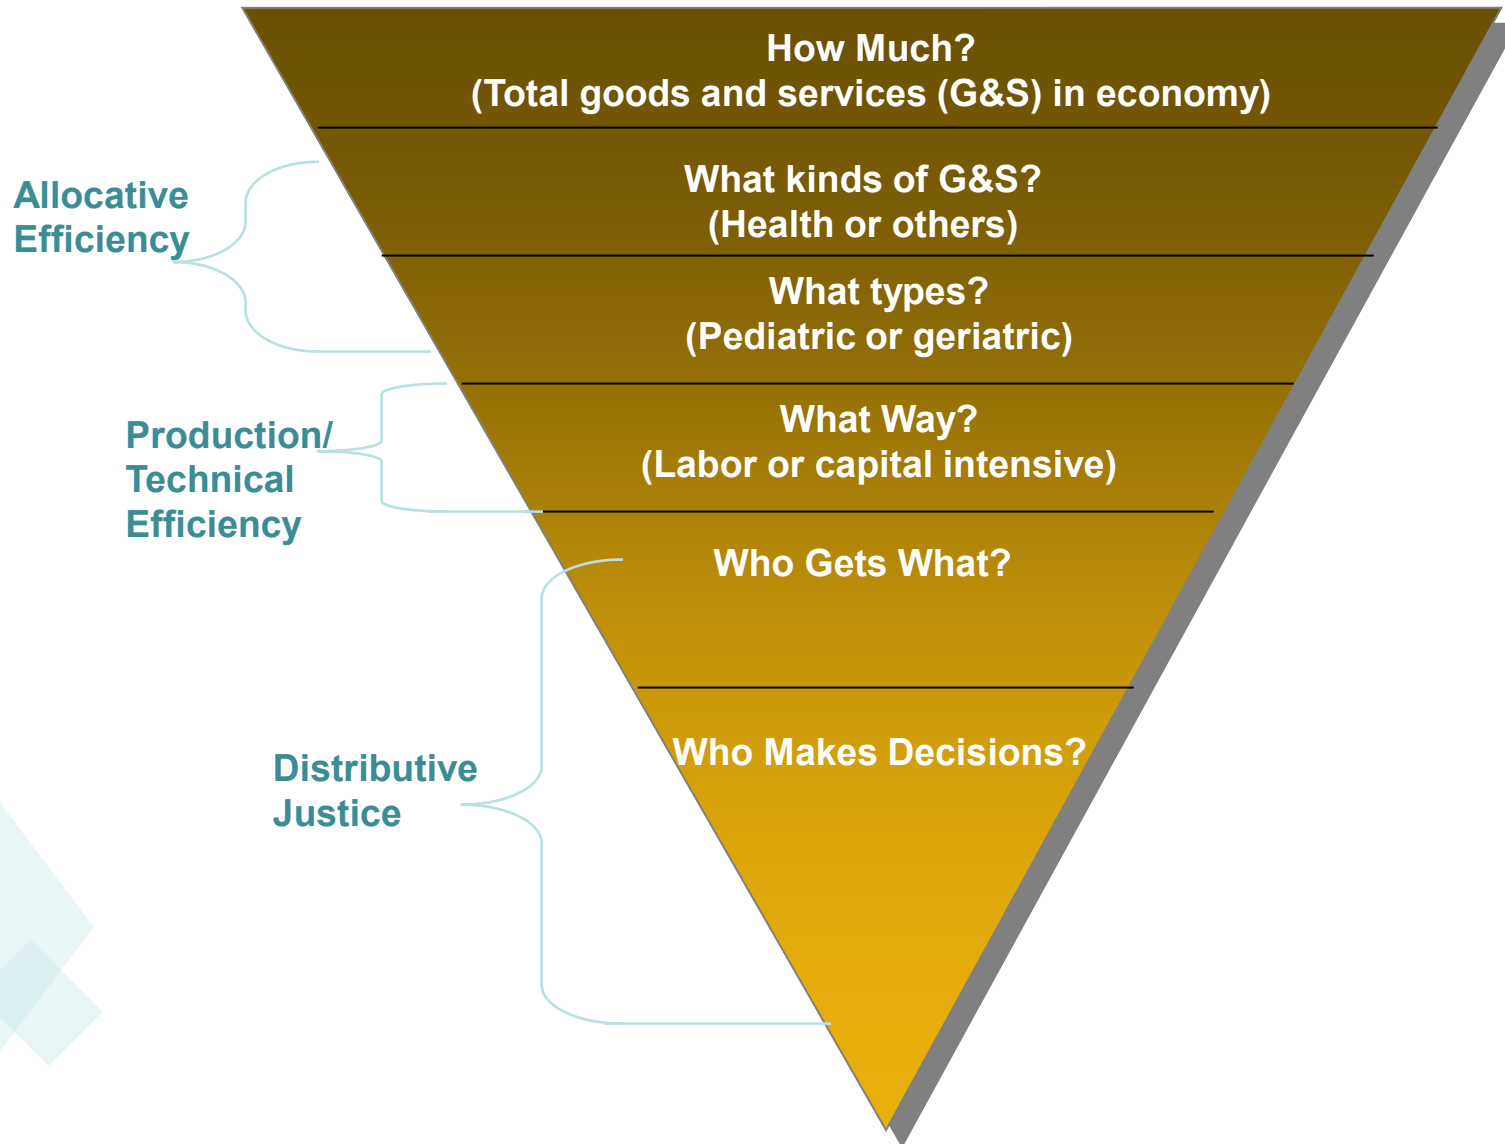 How Much?
(Total goods and services (G&S) in economy)
Allocative
Efficiency
What kinds of G&S?
(Health or others)
What types?
(Pediatric or geriatric)
Production/
Technical
Efficiency
What Way?
(Labor or capital intensive)
Who Gets What?
Distributive
Justice
Who Makes Decisions?